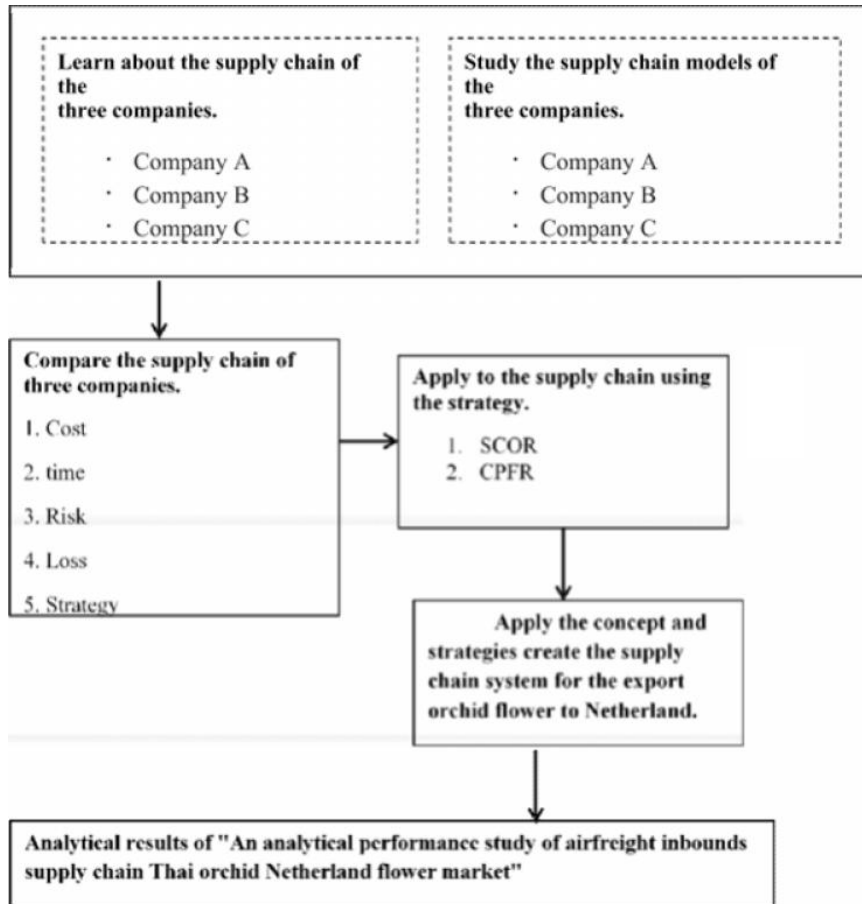 Learn about the supply chain of
the
three companies.
· Company A
· Company B
· Company C
Study the supply chain models of
the
three companies.
· Company A
· Company B
· Company C
Compare the supply chain of
three companies.
1. Cost
2. time
3. Risk
4. Loss
5. Strategy
Apply to the supply chain using
the strategy.
1. SCOR
2. CPFR
Apply the concept and
strategies create the supply
chain system for the export
orchid flower to Netherland.
Analytical results of "An analytical performance study of airfreight inbounds
supply chain Thai orchid Netherland flower market"